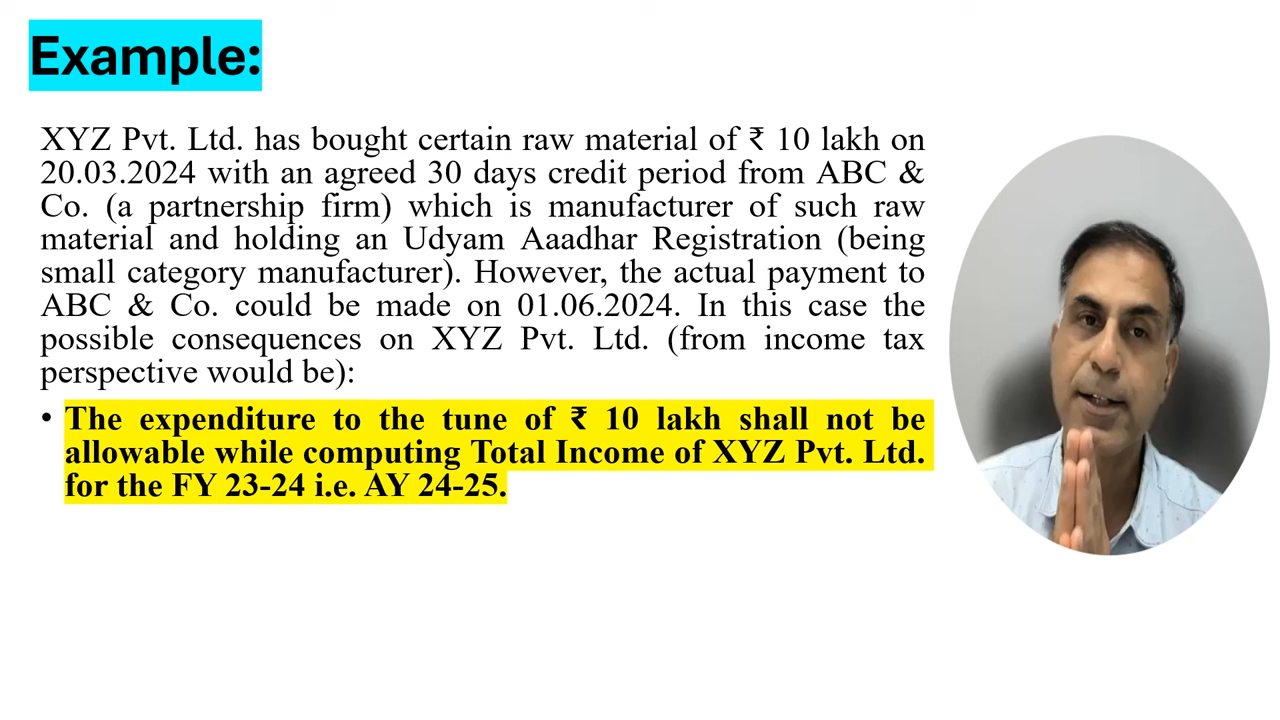 Example:
XYZ Pvt. Ltd. has bought certain raw material of ₹ 10 lakh on
20.03.2024 with an agreed 30 days credit period from ABC &
Co. (a partnership firm) which is manufacturer of such raw
material and holding an Udyam Aaadhar Registration (being
small category manufacturer). However, the actual payment to
ABC & Co. could be made on 01.06.2024. In this case the
possible consequences on XYZ Pvt. Ltd. (from income tax
perspective would be):
• The expenditure to the tune of ₹ 10 lakh shall not be
allowable while computing Total Income of XYZ Pvt. Ltd.
for the FY 23-24 i.e. AY 24-25.